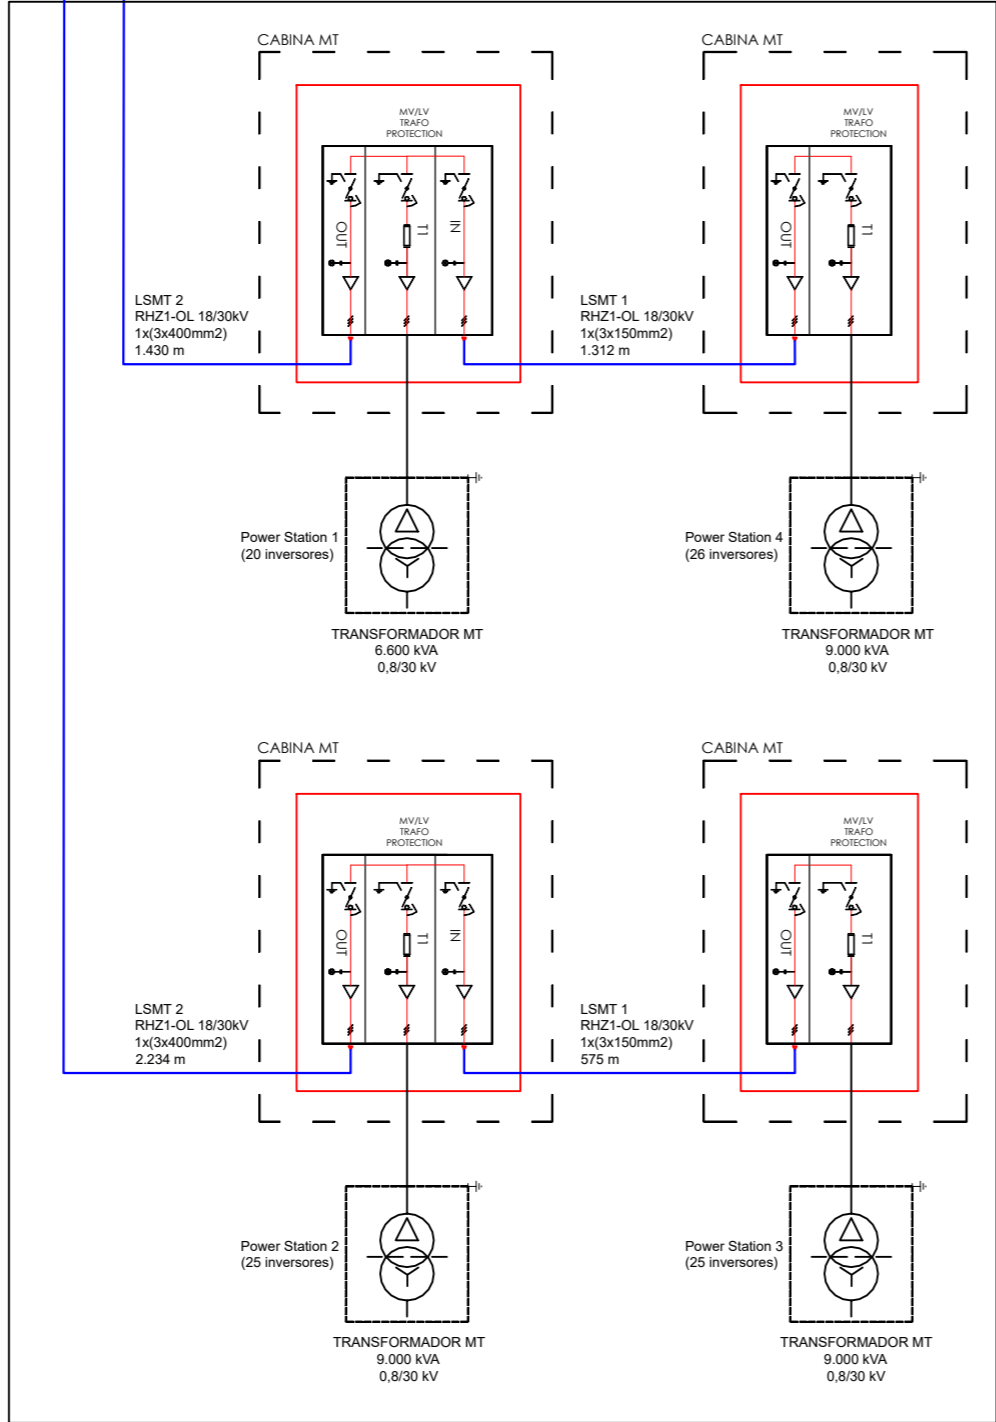 CABINA MT
MV/LV
TRAFO
PROTECTION
OUT
T1
IN
LSMT 2
RHZ1-OL 18/30kV
1x(3x400mm2)
1.430 m
Power Station 1
(20 inversores)
TRANSFORMADOR MT
6.600 kVA
0,8/30 kV
CABINA MT
MV/LV
TRAFO
PROTECTION
OUT
T1
LSMT 1
RHZ1-OL 18/30kV
1x(3x150mm2)
1.312 m
Power Station 4
(26 inversores)
TRANSFORMADOR MT
9.000 kVA
0,8/30 kV
CABINA MT
MV/LV
TRAFO
PROTECTION
OUT
T1
IN
LSMT 2
RHZ1-OL 18/30kV
1x(3x400mm2)
2.234 m
Power Station 2
(25 inversores)
TRANSFORMADOR MT
9.000 kVA
0,8/30 kV
CABINA MT
MV/LV
TRAFO
PROTECTION
OUT
T1
LSMT 1
RHZ1-OL 18/30kV
1x(3x150mm2)
575 m
Power Station 3
(25 inversores)
TRANSFORMADOR MT
9.000 kVA
0,8/30 kV